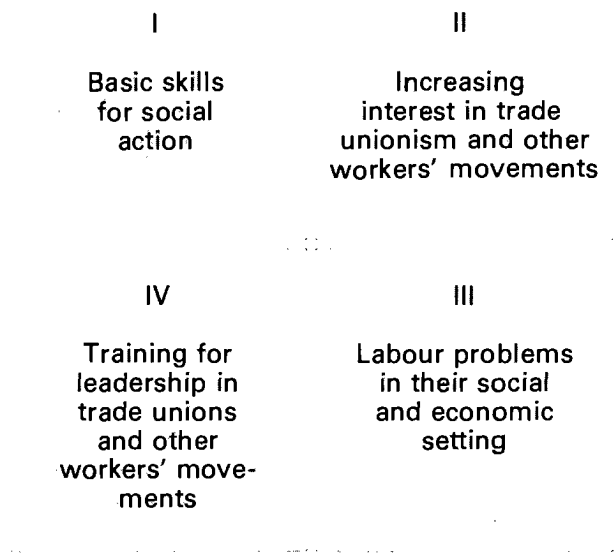 I
Basic skills
for social
action
II
Increasing
interest in trade
unionism and other
workers' movements
IV
Training for
leadership in
trade unions
and other
workers' move-
ments
III
Labour problems
in their social
and economic
setting